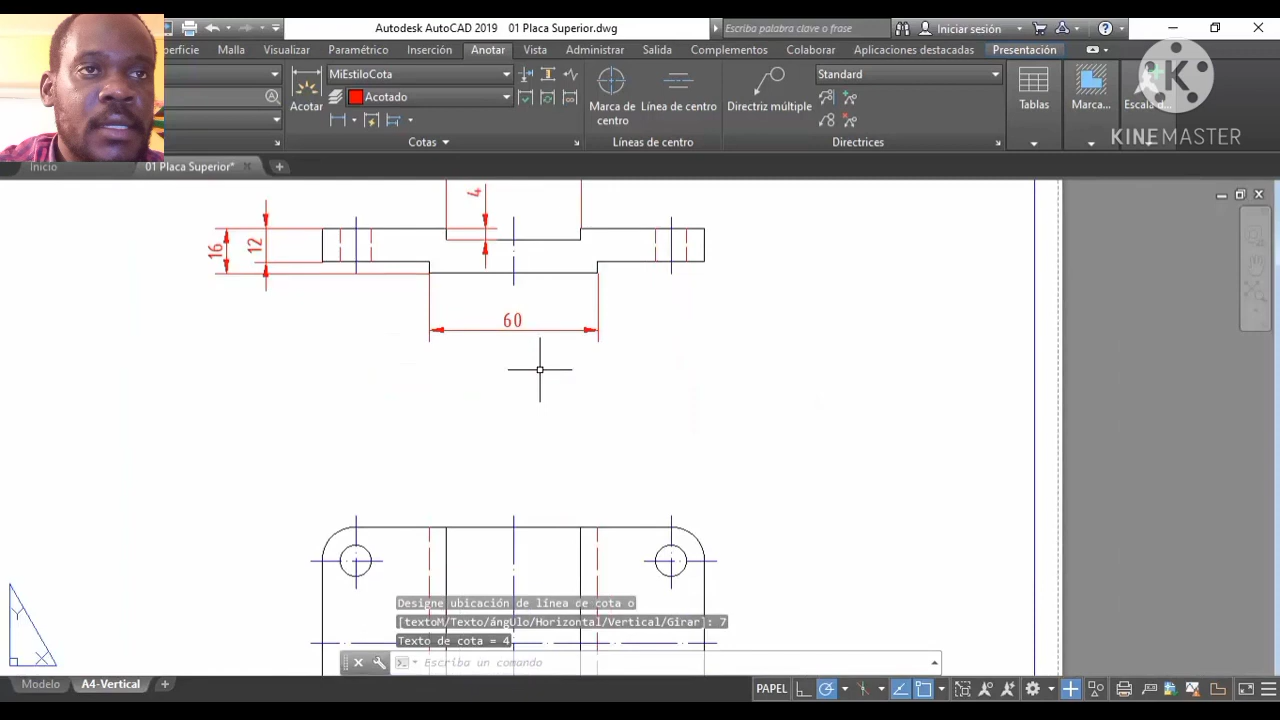 Autodesk AutoCAD 2019 01 Placa Superior.dwg
Escriba palabra clave o frase
Iniciar sesión
Malla
Visualizar
Paramétrico
Inserción
Anotar
Vista
Administrar
Salida
Complementos
Colaborar
Aplicaciones destacadas
Presentación
Acotar
MiEstiloCota
Acotado
Cotas
Marca de
centro
Línea de centro
Líneas de centro
Directriz múltiple
Standard
Directrices
Tablas
Marca...
Escala d...
K
KINEMASTER
Inicio
01 Placa Superior*
4
16
12
60
Designe ubicación de línea de cota o
[textoM/Texto/ángUlo/Horizontal/Vertical/Girar]: 7
Texto de cota = 4
Escriba un comando
Y
X
Modelo
A4-Vertical
PAPEL